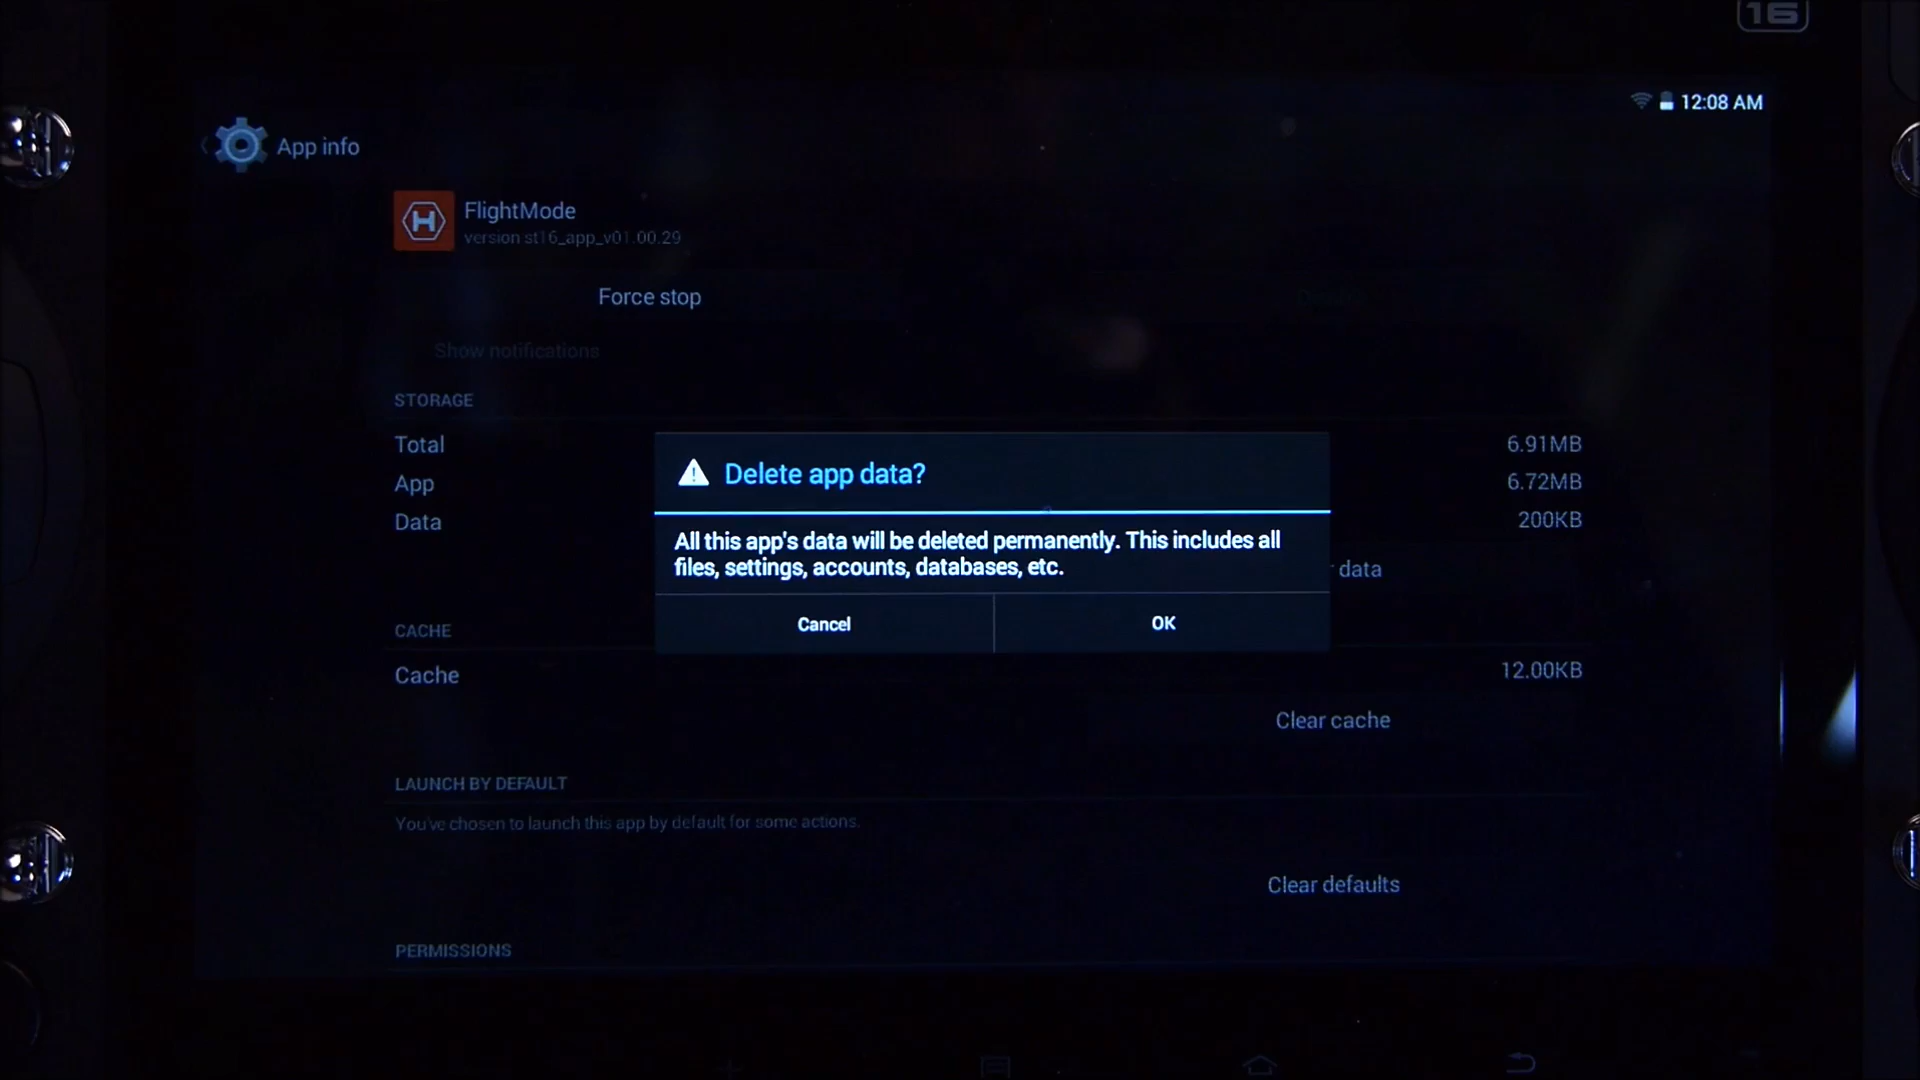 16
12:08 AM
App info
FlightMode
version st16_app_v01.00.29
Force stop
Show notifications
STORAGE
Total 6.91MB
App 6.72MB
Data 200KB
data
Delete app data?
All this app's data will be deleted permanently. This includes all
files, settings, accounts, databases, etc.
Cancel OK
CACHE
Cache 12.00KB
Clear cache
LAUNCH BY DEFAULT
You've chosen to launch this app by default for some actions.
Clear defaults
PERMISSIONS